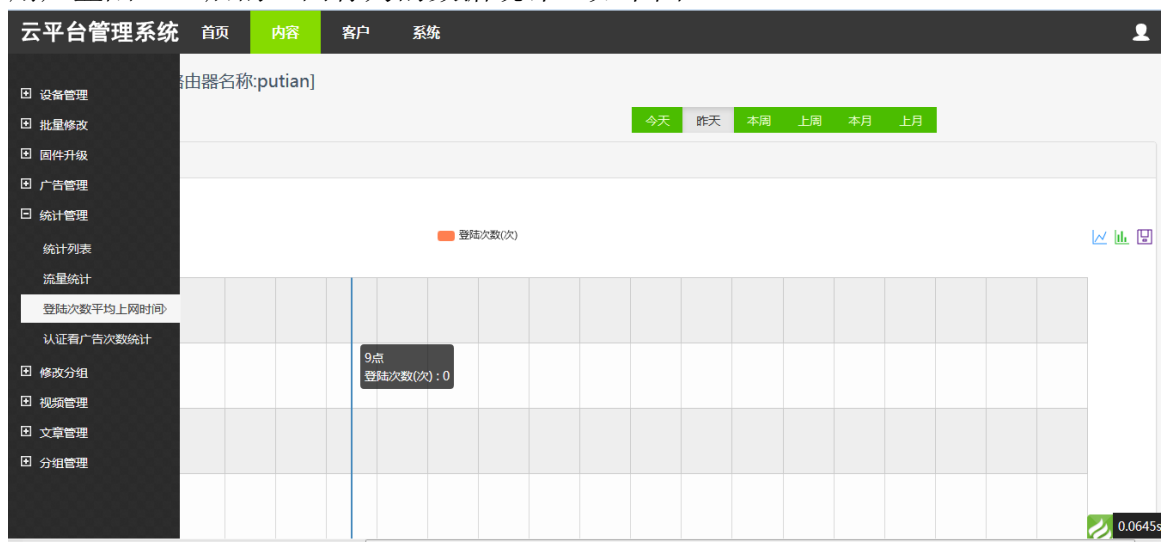 云平台管理系统 首页 内容 客户 系统
由器名称:putian]
设备管理
今天 昨天 本周 上周 本月 上月
批量修改
固件升级
广告管理
统计管理
登陆次数(次)
统计列表
流量统计
登陆次数平均上网时间
认证看广告次数统计
9点
登陆次数(次) : 0
修改分组
视频管理
文章管理
分组管理
0.0645s